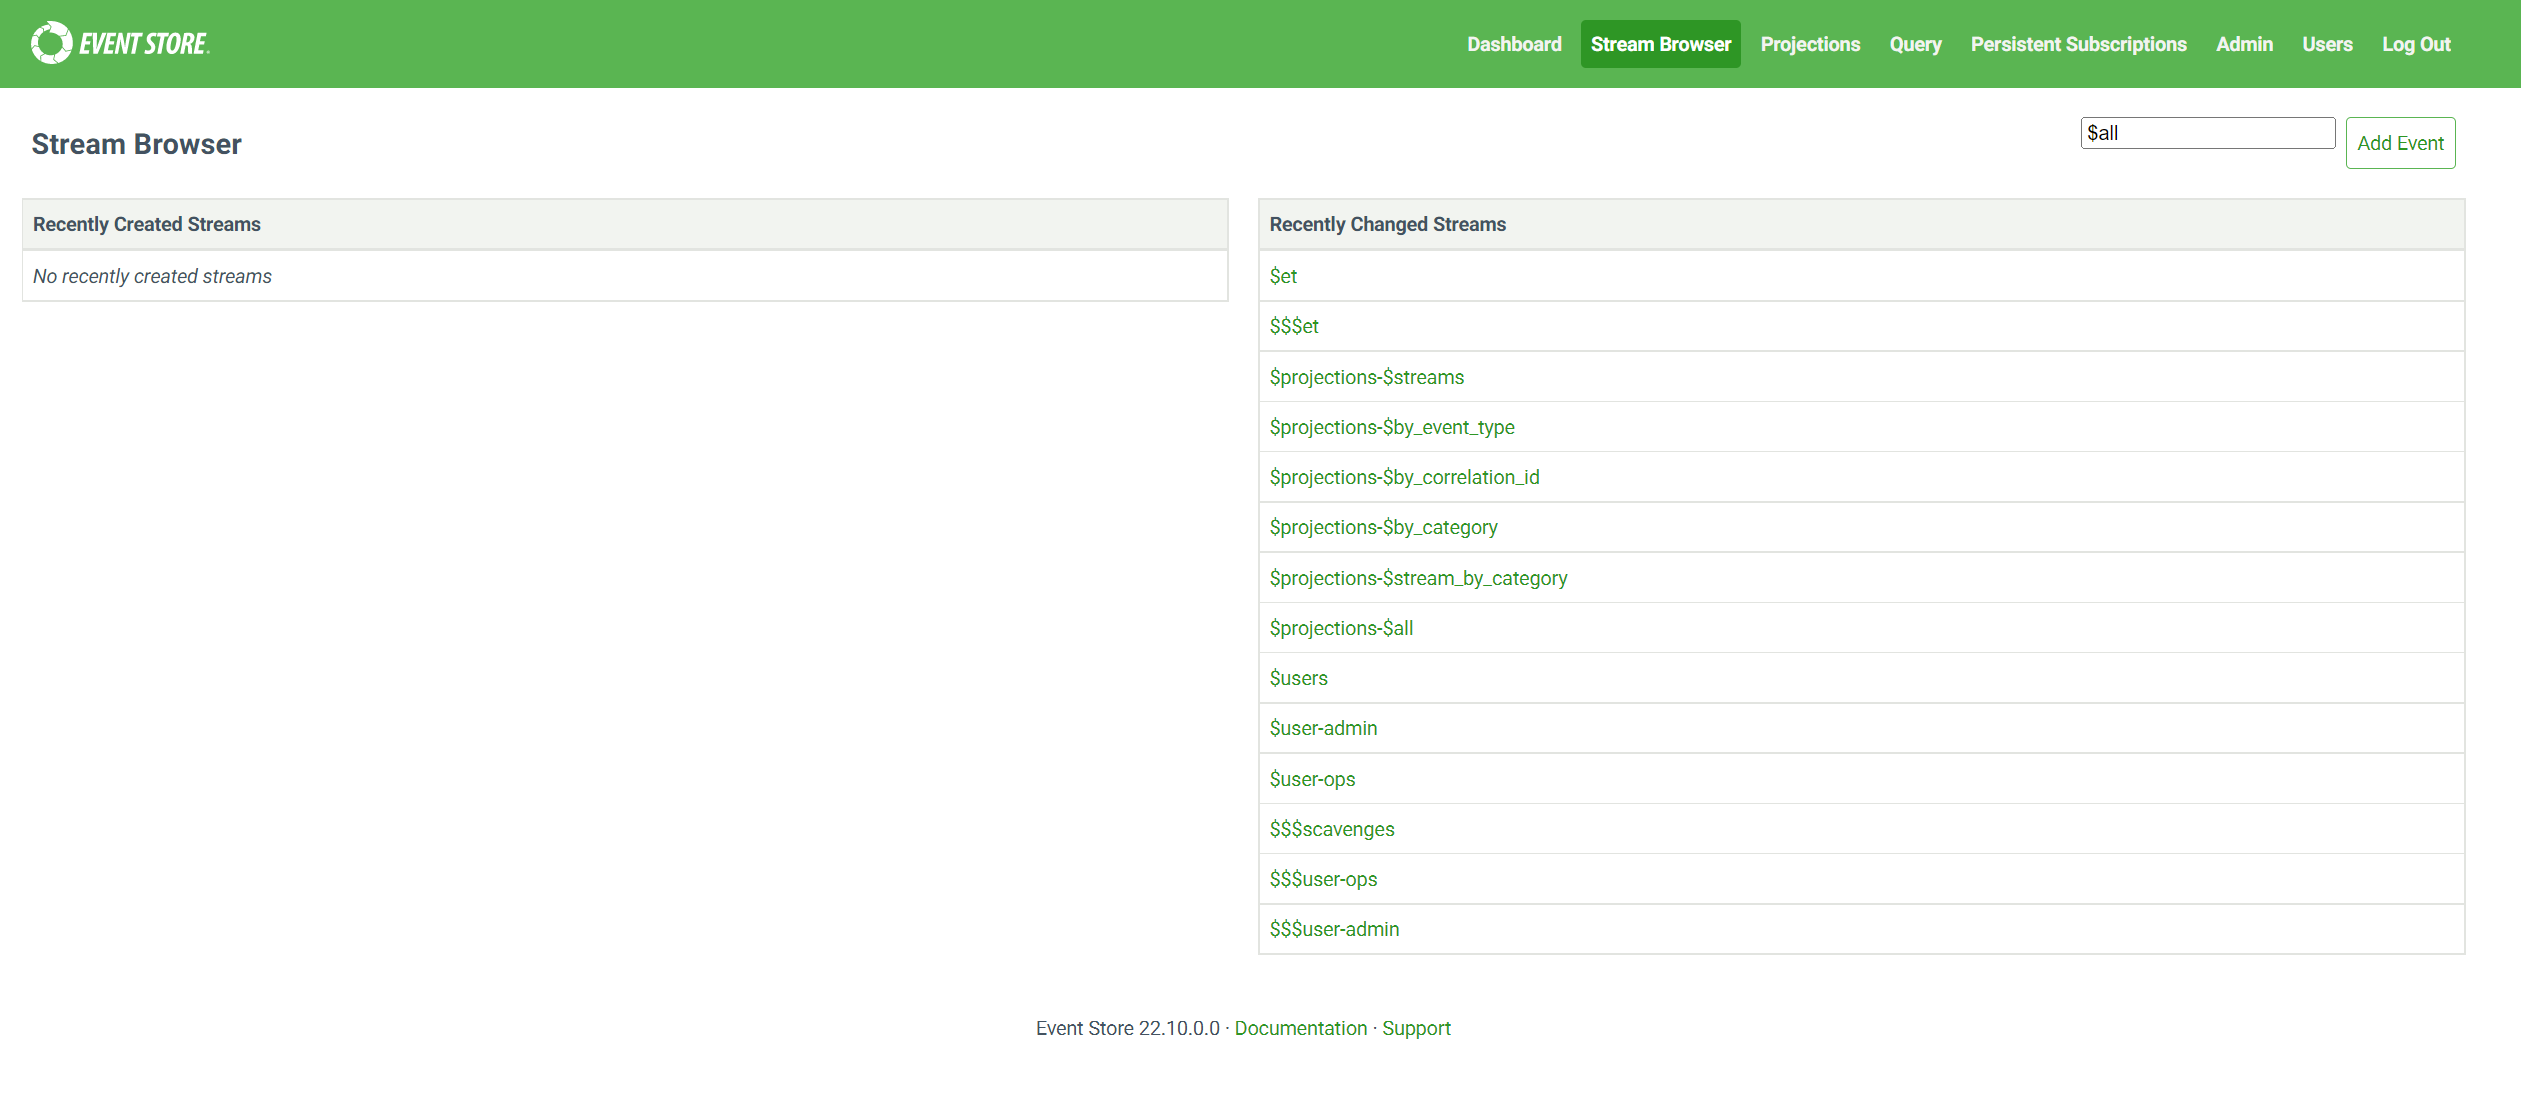 EVENT STORE
Dashboard
Stream Browser
Projections
Query
Persistent Subscriptions
Admin
Users
Log Out
Stream Browser
$all
Add Event
Recently Created Streams
No recently created streams
Recently Changed Streams
$et
$$$et
$projections-$streams
$projections-$by_event_type
$projections-$by_correlation_id
$projections-$by_category
$projections-$stream_by_category
$projections-$all
$users
$user-admin
$user-ops
$$$scavenges
$$$user-ops
$$$user-admin
Event Store 22.10.0.0 · Documentation · Support